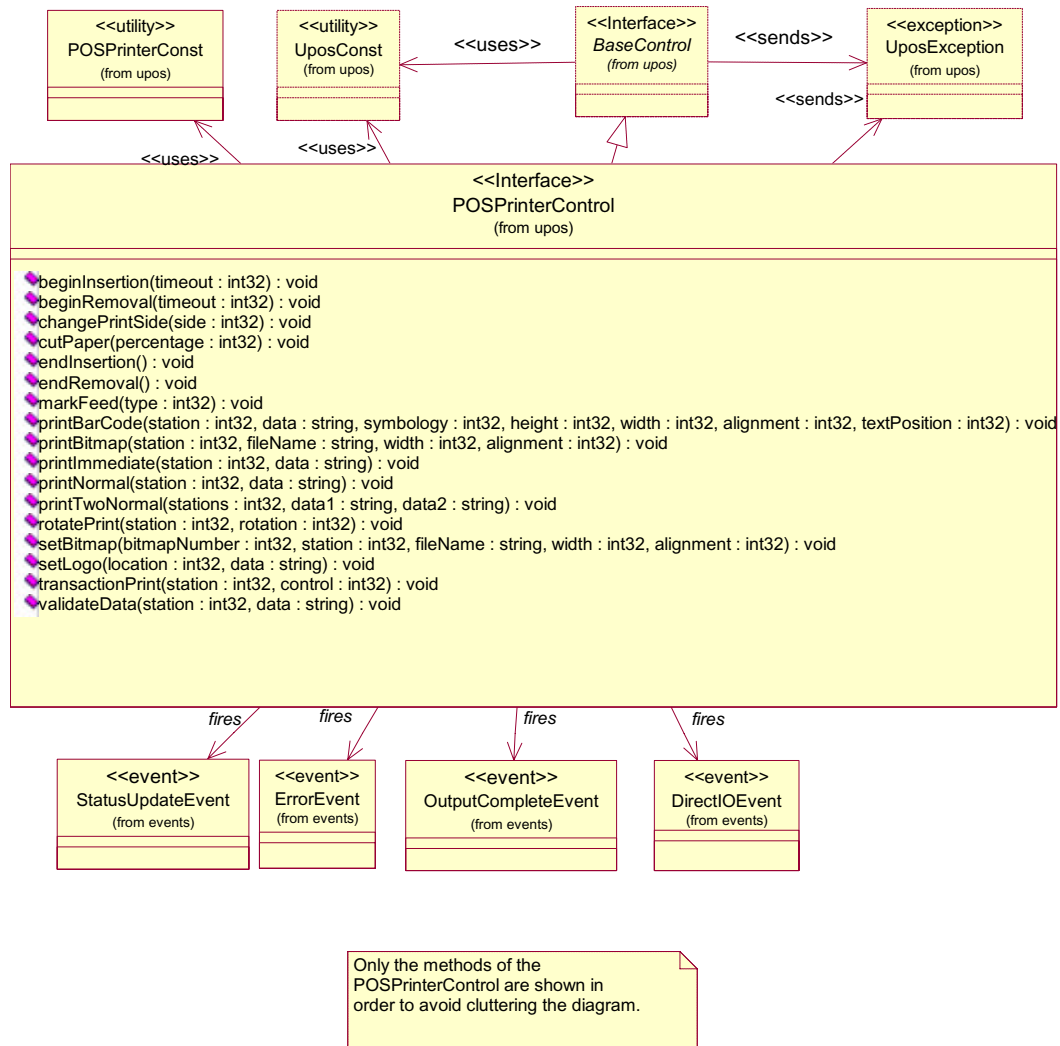 <<utility>>
POSPrinterConst
(from upos)
<<utility>>
UposConst
(from upos)
<<uses>>
<<Interface>>
BaseControl
(from upos)
<<sends>>
<<exception>>
UposException
(from upos)
<<uses>>
<<uses>>
<<sends>>
<<Interface>>
POSPrinterControl
(from upos)
beginInsertion(timeout : int32) : void
beginRemoval(timeout : int32) : void
changePrintSide(side : int32) : void
cutPaper(percentage : int32) : void
endInsertion() : void
endRemoval() : void
markFeed(type : int32) : void
printBarCode(station : int32, data : string, symbology : int32, height : int32, width : int32, alignment : int32, textPosition : int32) : void
printBitmap(station : int32, fileName : string, width : int32, alignment : int32) : void
printImmediate(station : int32, data : string) : void
printNormal(station : int32, data : string) : void
printTwoNormal(stations : int32, data1 : string, data2 : string) : void
rotatePrint(station : int32, rotation : int32) : void
setBitmap(bitmapNumber : int32, station : int32, fileName : string, width : int32, alignment : int32) : void
setLogo(location : int32, data : string) : void
transactionPrint(station : int32, control : int32) : void
validateData(station : int32, data : string) : void
fires
fires
fires
fires
<<event>>
StatusUpdateEvent
(from events)
<<event>>
ErrorEvent
(from events)
<<event>>
OutputCompleteEvent
(from events)
<<event>>
DirectIOEvent
(from events)
Only the methods of the
POSPrinterControl are shown in
order to avoid cluttering the diagram.